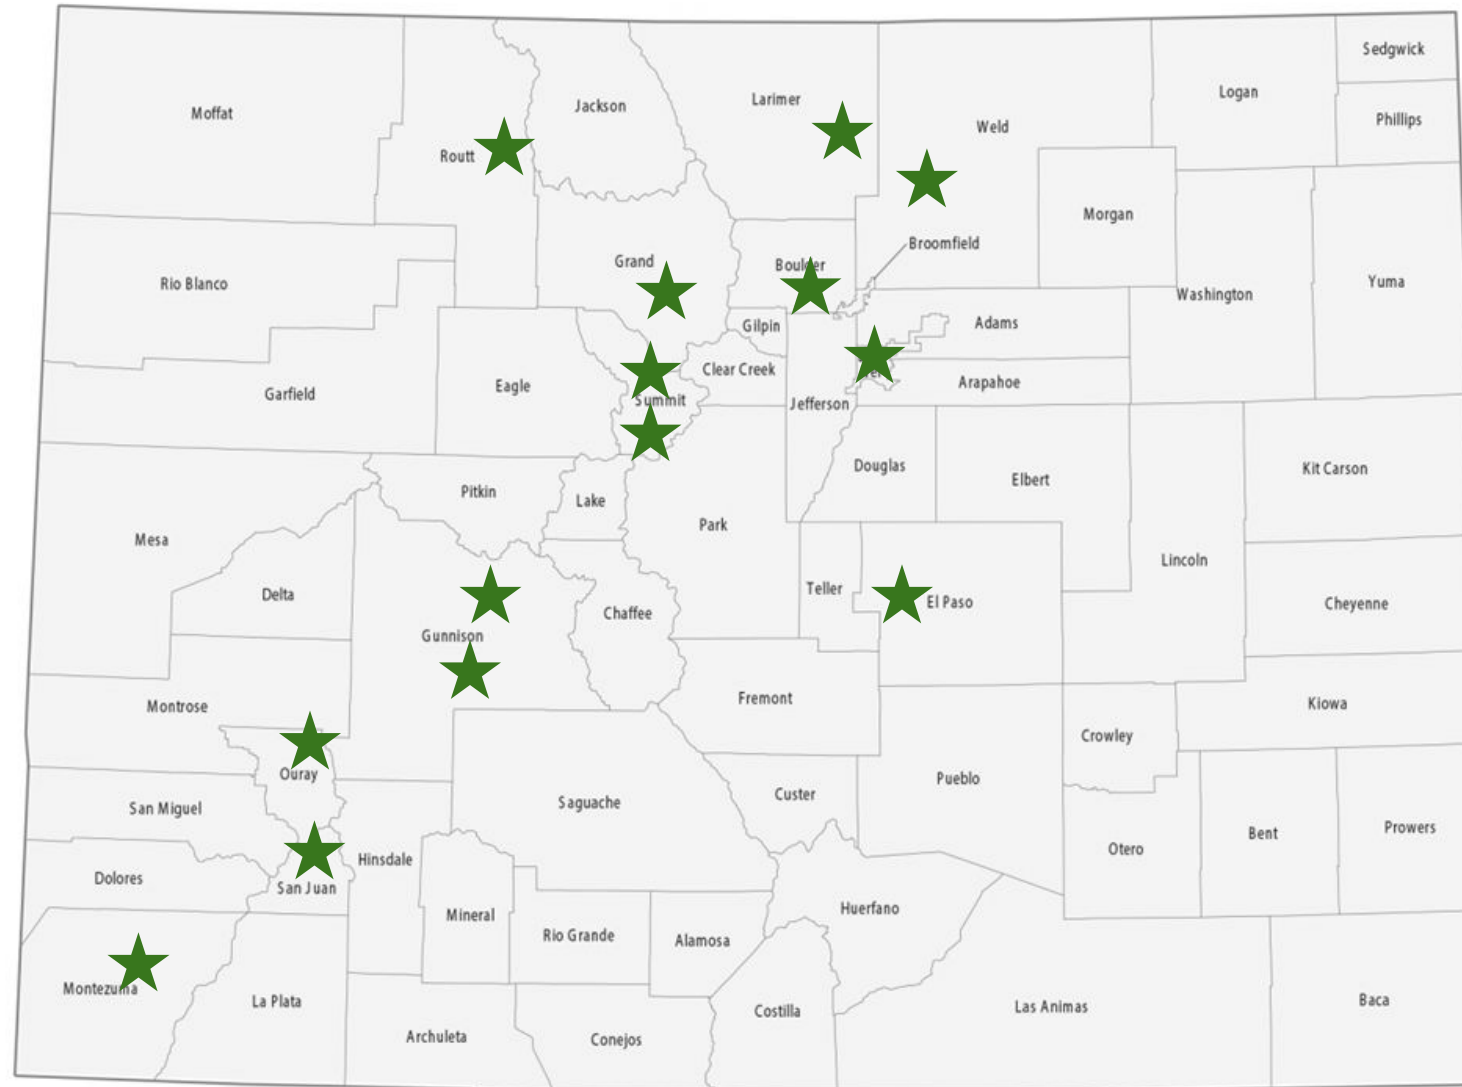 Sedgwick
Logan
Larimer
Jackson
Moffat
Phillips
Weld
Routt
Morgan
Broomfield
Grand
Boulder
Rio Blanco
Yuma
Washington
Adams
Gilpin
Clear Creek
Arapahoe
Eagle
Garfield
Summit
Jefferson
Douglas
Kit Carson
Elbert
Pitkin
Lake
Park
Mesa
Lincoln
Teller
Delta
El Paso
Cheyenne
Chaffee
Gunnison
Fremont
Kiowa
Montrose
Crowley
Ouray
Pueblo
Custer
Saguache
San Miguel
Prowers
Bent
Otero
Hinsdale
Dolores
San Juan
Huerfano
Mineral
Rio Grande
Alamosa
Montezuma
La Plata
Baca
Las Animas
Costilla
Archuleta
Conejos